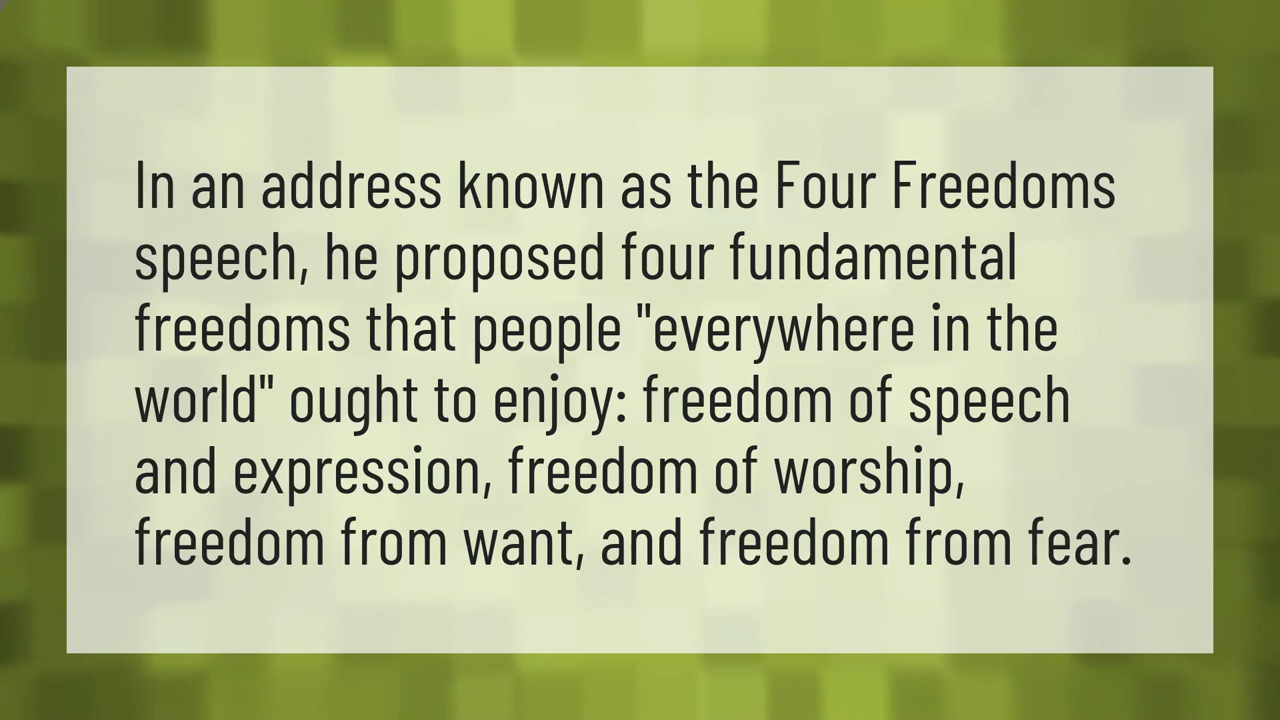 In an address known as the Four Freedoms
speech, he proposed four fundamental
freedoms that people "everywhere in the
world" ought to enjoy: freedom of speech
and expression, freedom of worship,
freedom from want, and freedom from fear.